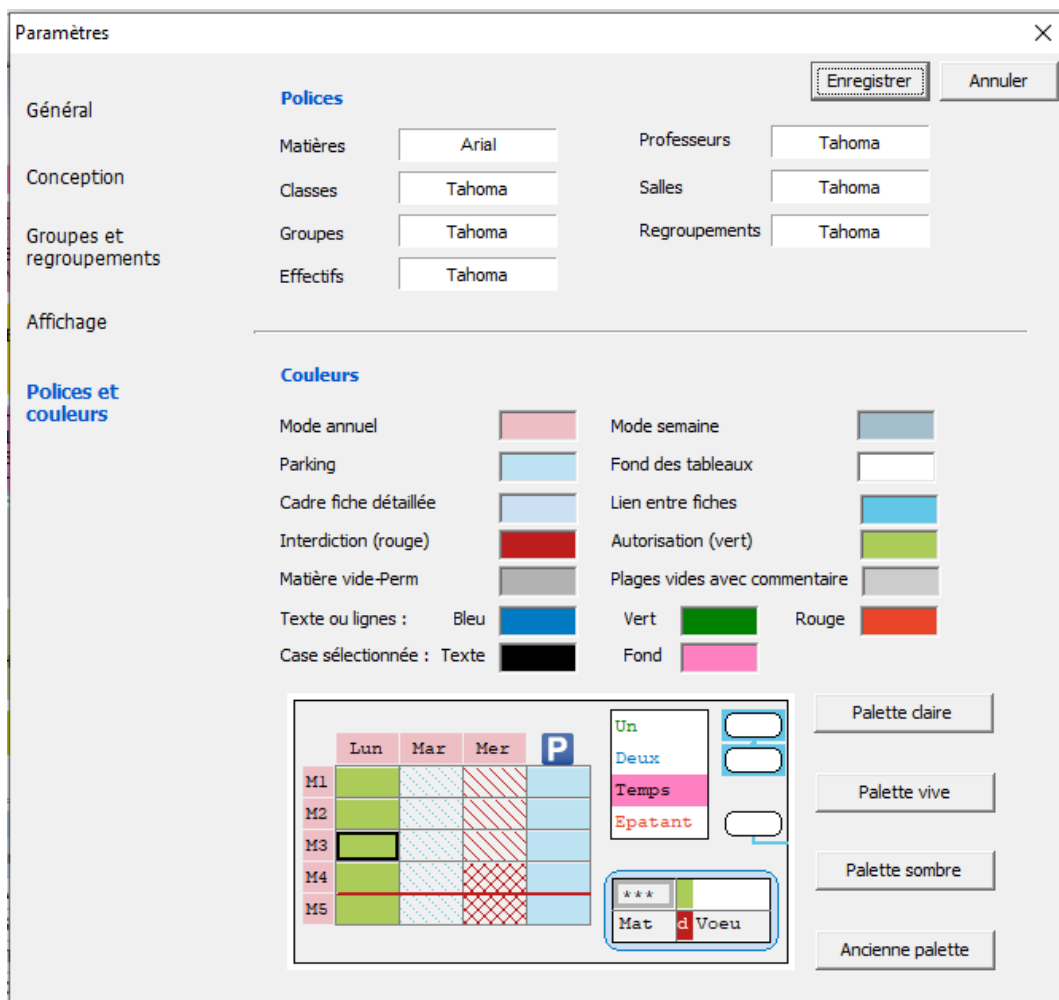 Paramètres
Enregistrer Annuler
Général
Conception
Groupes et
regroupements
Affichage
Polices et
couleurs
Polices
Matières Arial Professeurs Tahoma
Classes Tahoma Salles Tahoma
Groupes Tahoma Regroupements Tahoma
Effectifs Tahoma
Couleurs
Mode annuel Mode semaine
Parking Fond des tableaux
Cadre fiche détaillée Lien entre fiches
Interdiction (rouge) Autorisation (vert)
Matière vide-Perm Plages vides avec commentaire
Texte ou lignes : Bleu Vert Rouge
Case sélectionnée : Texte Fond
Lun Mar Mer P
M1
M2
M3
M4
M5
Un
Deux
Temps
Epatant
***
Mat d Voeu
Palette claire
Palette vive
Palette sombre
Ancienne palette